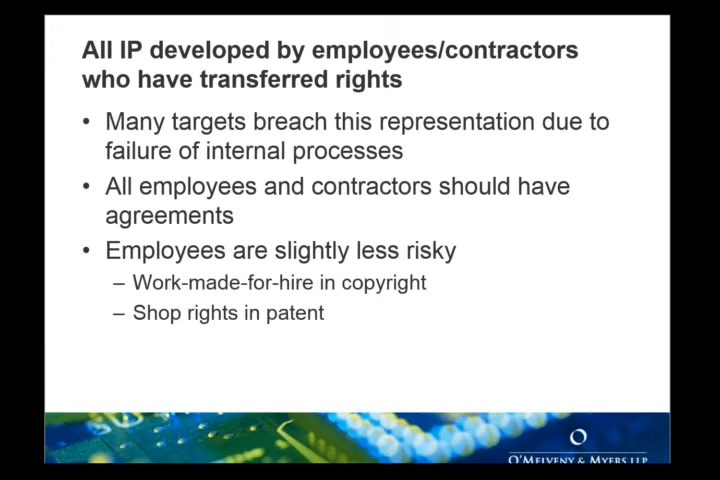 All IP developed by employees/contractors
who have transferred rights
• Many targets breach this representation due to
failure of internal processes
• All employees and contractors should have
agreements
• Employees are slightly less risky
– Work-made-for-hire in copyright
– Shop rights in patent
O
O'MELVENY & MYERS LLP